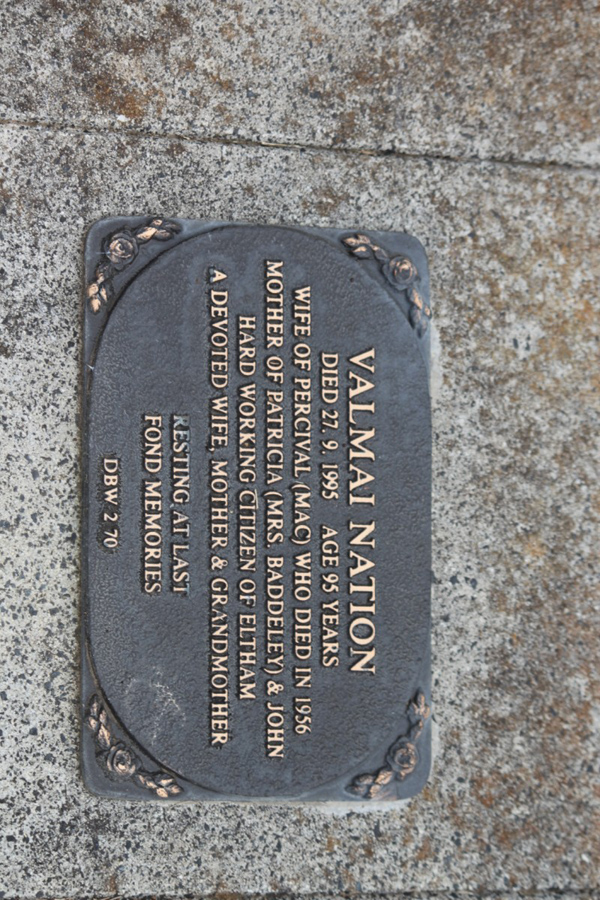 VALMAI NATION
DIED 27. 9. 1995 AGE 95 YEARS
WIFE OF PERCIVAL (MAC) WHO DIED IN 1956
MOTHER OF PATRICIA (MRS. BADDELEY) & JOHN
HARD WORKING CITIZEN OF ELTHAM
A DEVOTED WIFE, MOTHER & GRANDMOTHER
RESTING AT LAST
FOND MEMORIES
DBW. 2 70